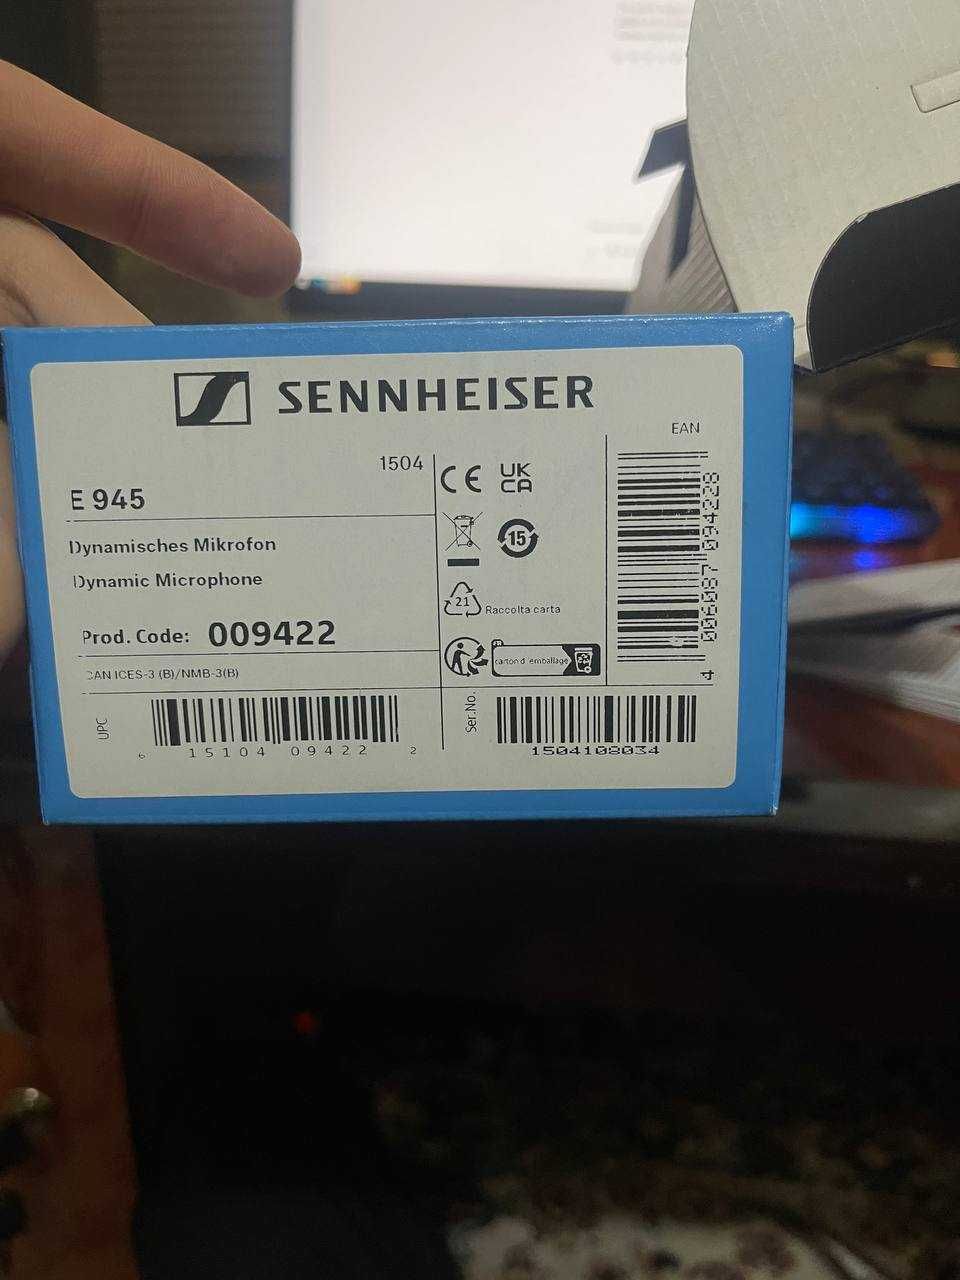 SENNHEISER
1504
E 945
Dynamisches Mikrofon
Dynamic Microphone
Prod. Code: 009422
CAN ICES-3 (B)/NMB-3(B)
CE
UK
CA
15
21 Raccolta carta
FR
carton d'emballage
EAN
4 006087 094228
UPC
6 15104 09422 2
Ser.No.
1504108034